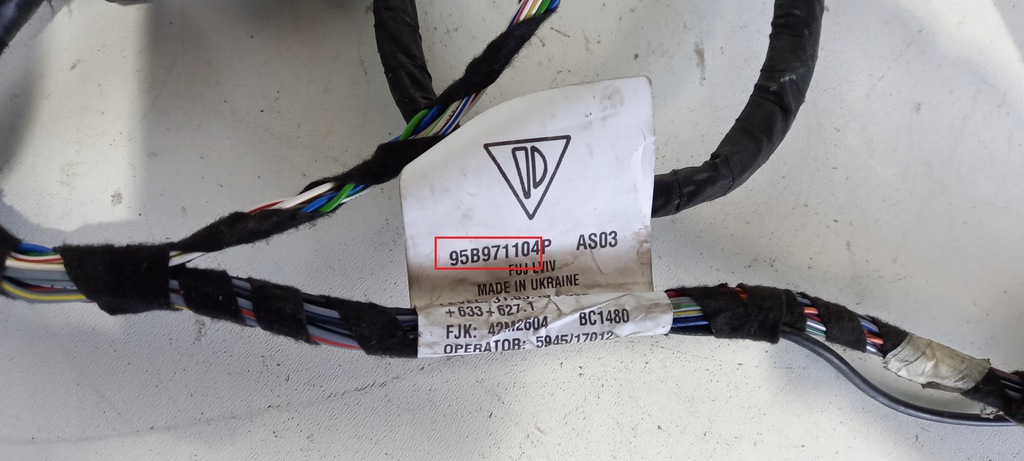 95B971104P AS03
FUJ LVIV
MADE IN UKRAINE
+633-627.1
FJK: 42M2604 BC1480
OPERATOR: 5945/17012